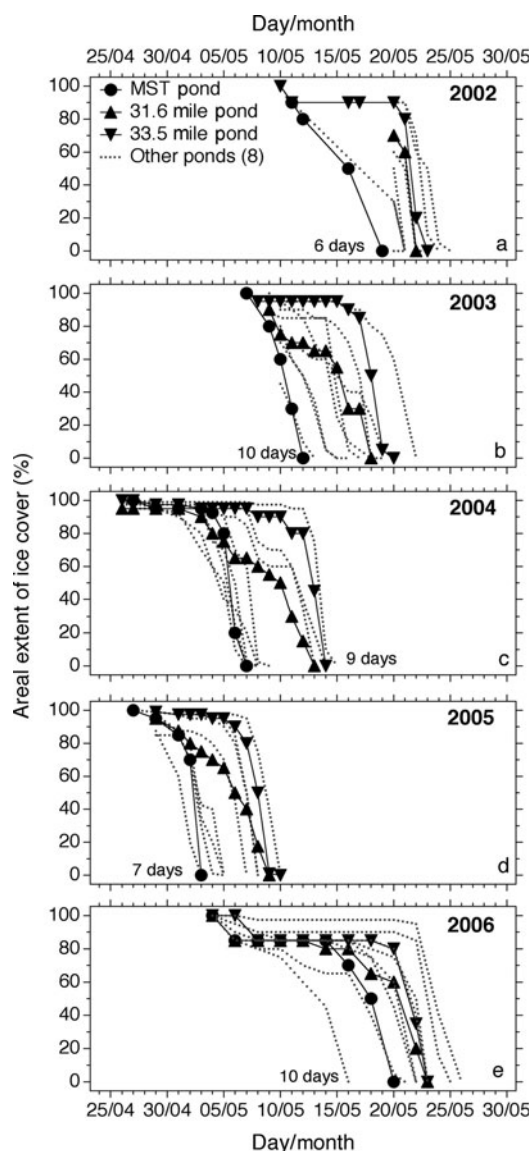 Day/month
25/04 30/04 05/05 10/05 15/05 20/05 25/05 30/05
100
80
60
40
20
0
MST pond
31.6 mile pond
33.5 mile pond
Other ponds (8)
2002
6 days
a
100
80
60
40
20
0
2003
10 days
b
Areal extent of ice cover (%)
100
80
60
40
20
0
2004
9 days
c
100
80
60
40
20
0
2005
7 days
d
100
80
60
40
20
0
2006
10 days
e
25/04 30/04 05/05 10/05 15/05 20/05 25/05 30/05
Day/month